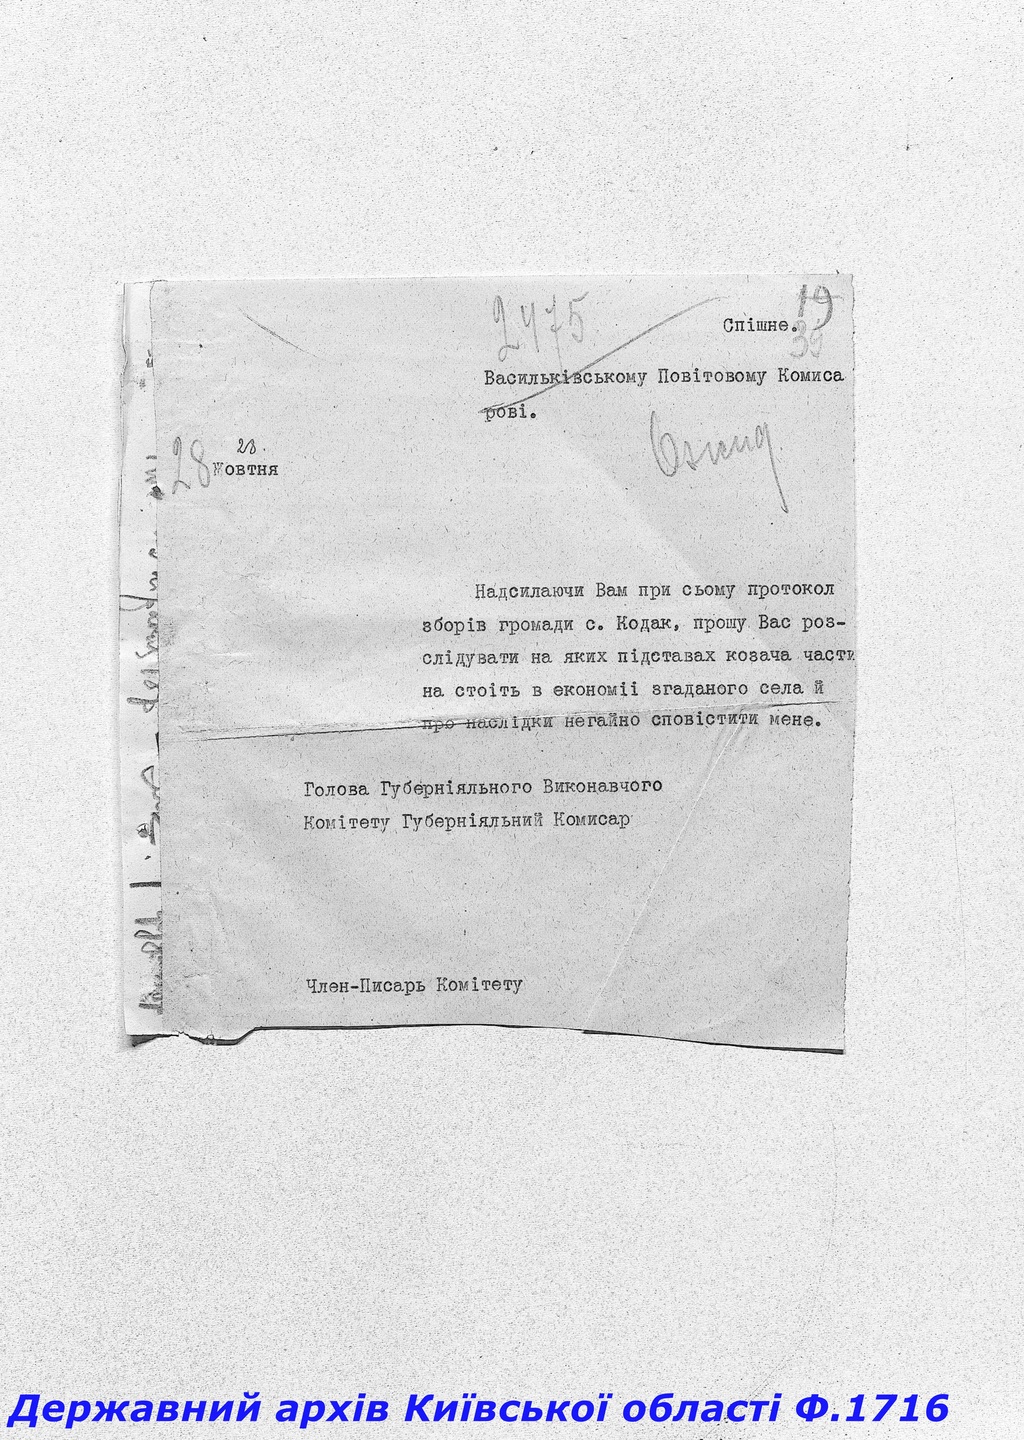 19
2475
Спішне.
39
Васильківському Повітовому Комиса
рові.
28.
28 Жовтня
Надсилаючи Вам при сьому протокол
зборів громади с. Кодак, прошу Вас роз-
слідувати на яких підставах козача части
на стоіть в економіі згаданого села й
про наслідки негайно сповістити мене.
Голова Губерніяльного Виконавчого
Комітету Губерніяльний Комисар
Член-Писарь Комітету
Державний архів Київської області Ф.1716